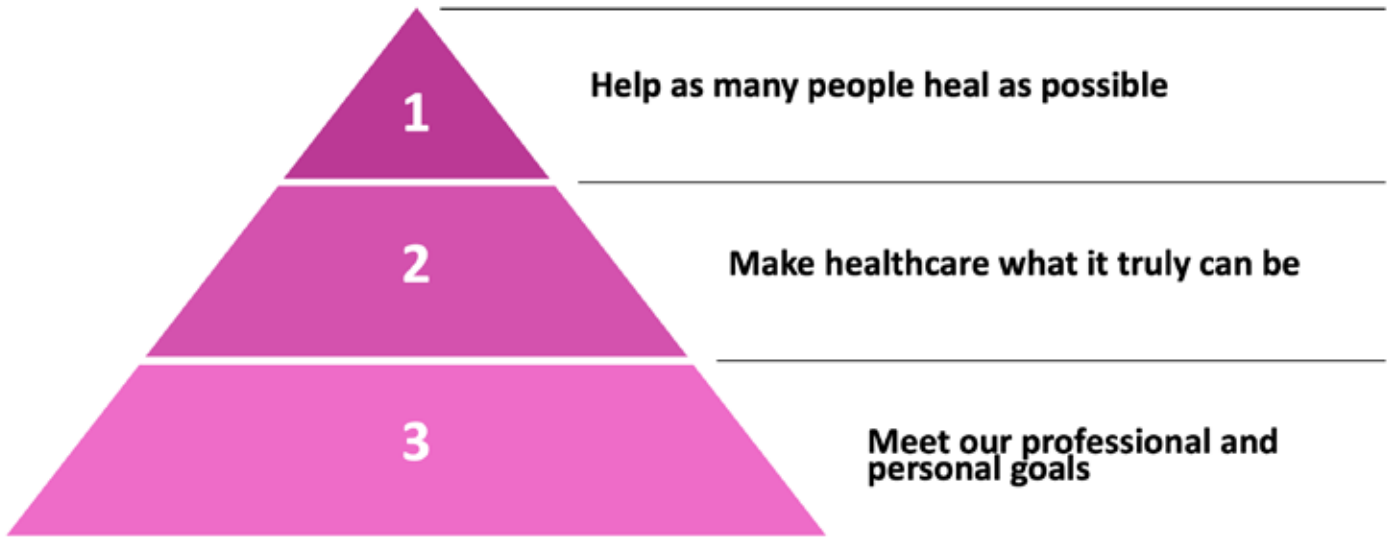 1
Help as many people heal as possible
2
Make healthcare what it truly can be
3
Meet our professional and
personal goals